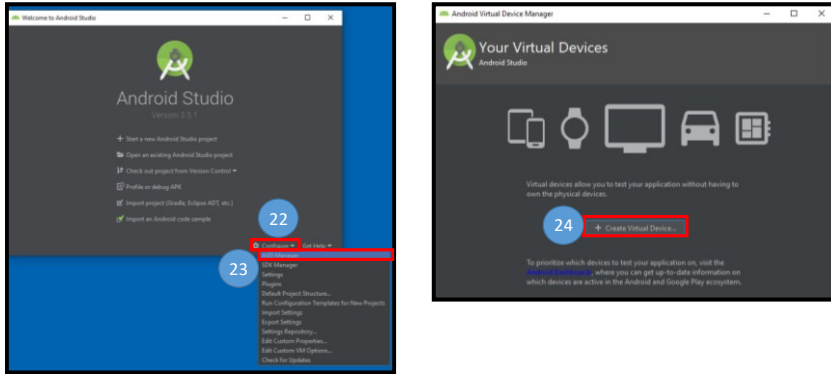 Welcome to Android Studio
Android Studio
Version 3.5.1
+ Start a new Android Studio project
Open an existing Android Studio project
Check out project from Version Control
Profile or debug APK
Import project (Gradle, Eclipse ADT, etc.)
Import an Android code sample
22
Configure Get Help
23
AVD Manager
SDK Manager
Settings
Plugins
Default Project Structure...
Run Configuration Templates for New Projects
Import Settings
Export Settings
Settings Repository...
Edit Custom Properties...
Edit Custom VM Options...
Check for Updates
Android Virtual Device Manager
Your Virtual Devices
Android Studio
Virtual devices allow you to test your application without having to
own the physical devices.
24
+ Create Virtual Device...
To prioritize which devices to test your application on, visit the
Android Dashboards, where you can get up-to-date information on
which devices are active in the Android and Google Play ecosystem.